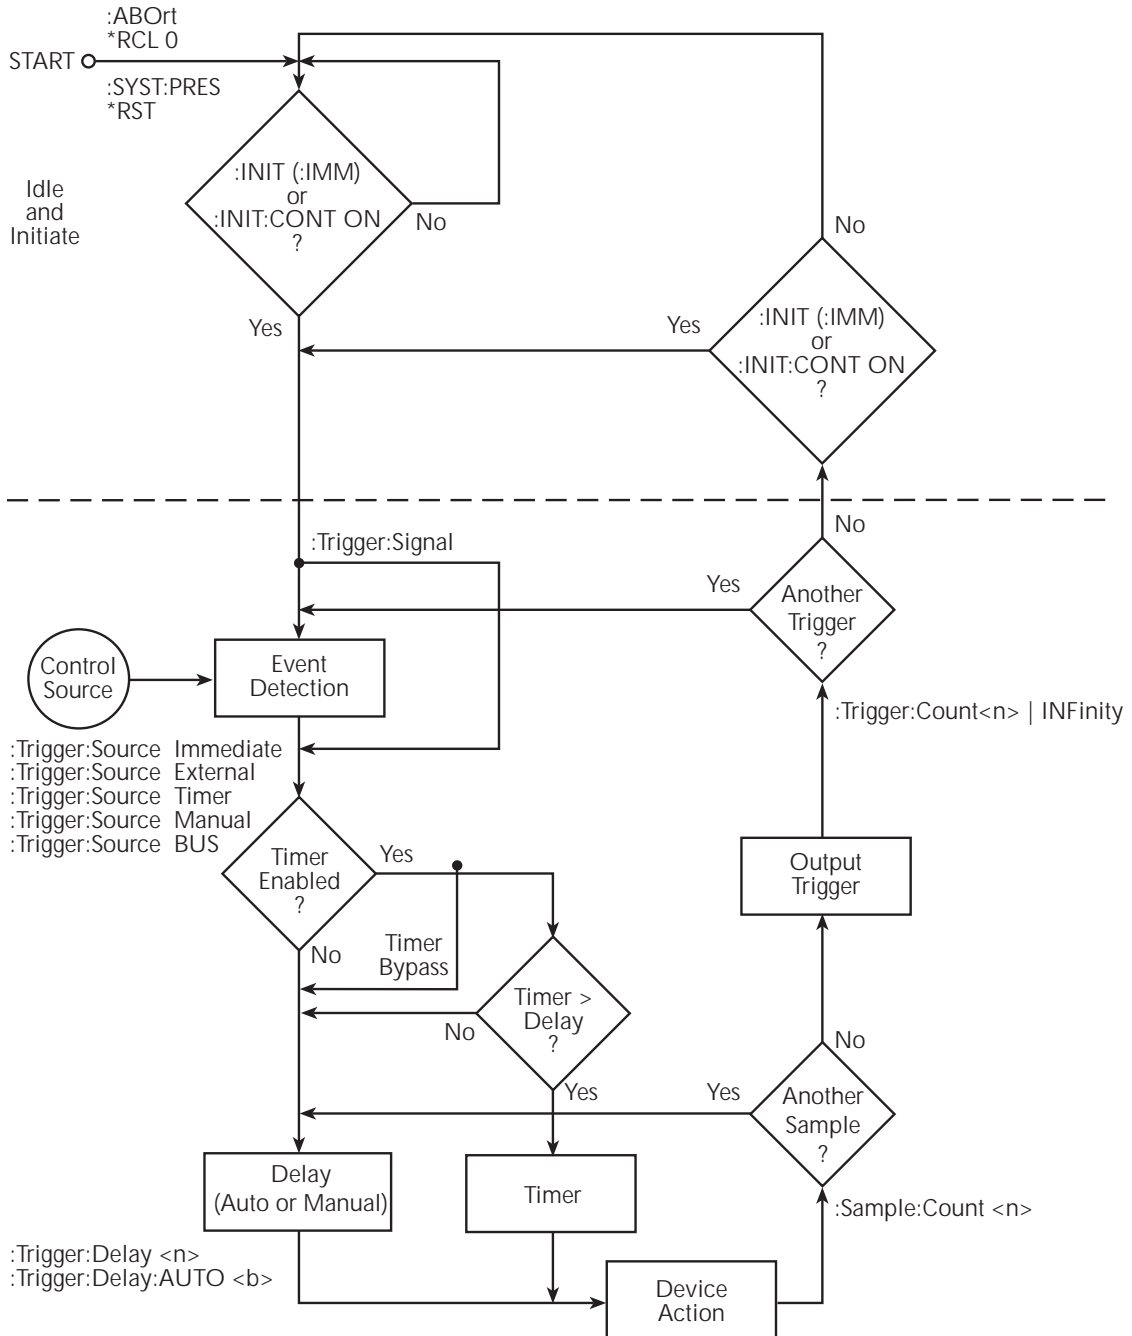 :ABOrt
*RCL 0
START
:SYST:PRES
*RST
Idle
and
Initiate
:INIT (:IMM)
or
:INIT:CONT ON
?
No
Yes
No
:INIT (:IMM)
or
:INIT:CONT ON
?
Yes
No
:Trigger:Signal
Yes
Another
Trigger
?
Control
Source
Event
Detection
:Trigger:Count<n> | INFinity
:Trigger:Source Immediate
:Trigger:Source External
:Trigger:Source Timer
:Trigger:Source Manual
:Trigger:Source BUS
Timer
Enabled
?
Yes
No
Timer
Bypass
Output
Trigger
Timer >
Delay
?
No
Yes
No
Yes
Another
Sample
?
Delay
(Auto or Manual)
Timer
:Sample:Count <n>
:Trigger:Delay <n>
:Trigger:Delay:AUTO <b>
Device
Action